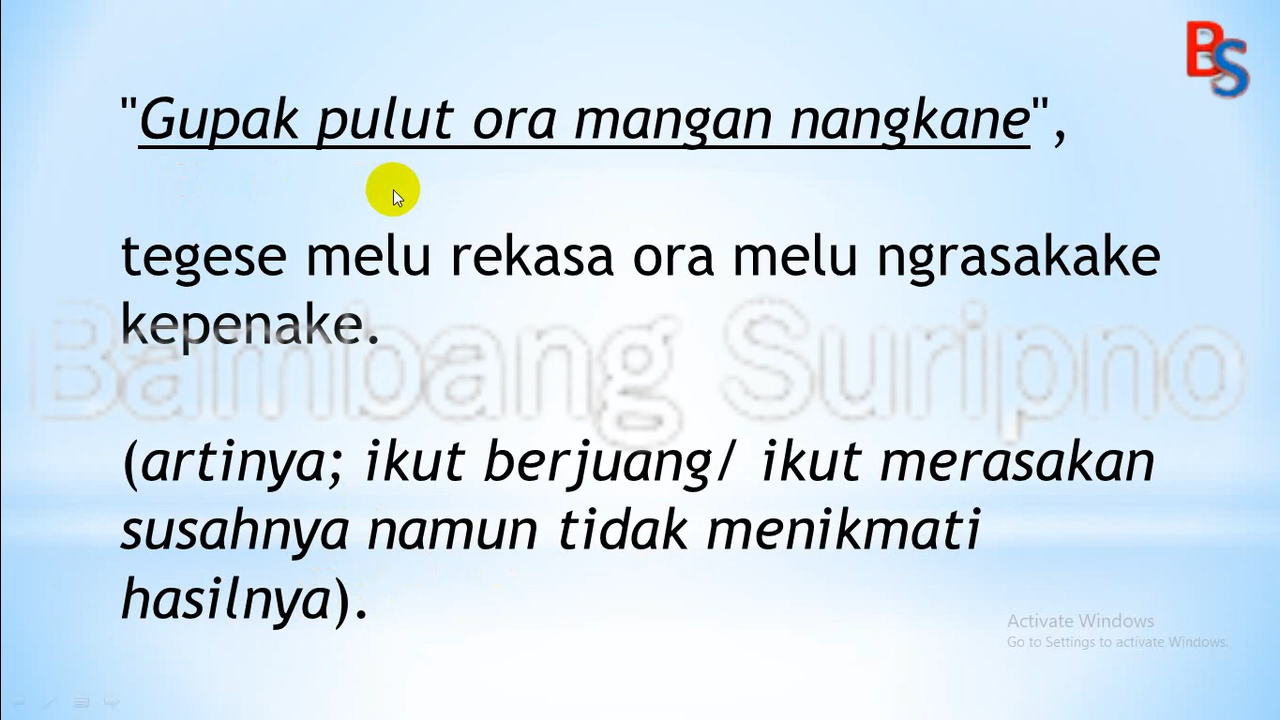 BS
"Gupak pulut ora mangan nangkane",
tegese melu rekasa ora melu ngrasakake
kepenake.
Bambang Suripno
(artinya; ikut berjuang/ ikut merasakan
susahnya namun tidak menikmati
hasilnya).
Activate Windows
Go to Settings to activate Windows.